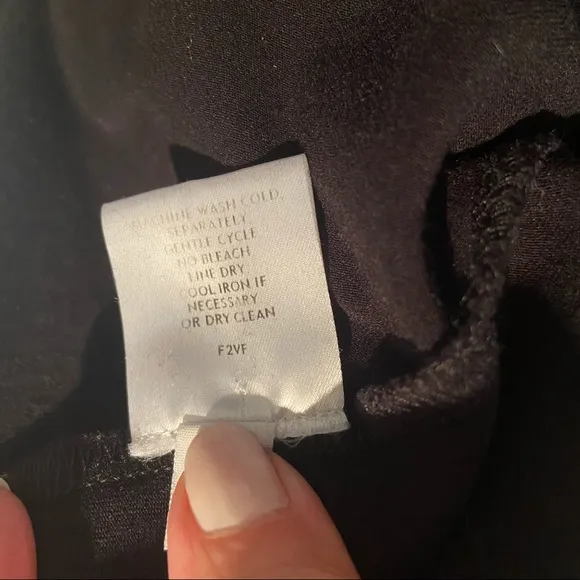 MACHINE WASH COLD,
SEPARATELY
GENTLE CYCLE
NO BLEACH
LINE DRY
COOL IRON IF
NECESSARY
OR DRY CLEAN
F2VF